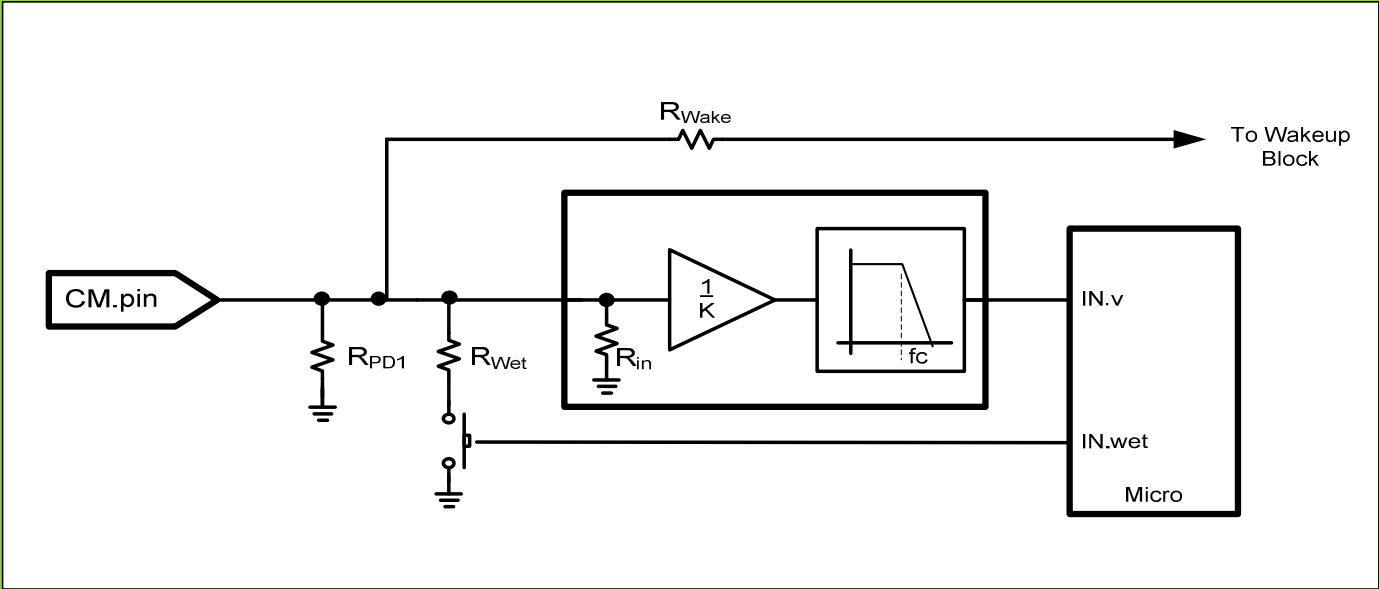 RWake
To Wakeup
Block
CM.pin
RPD1
RWet
Rin
1
K
fc
IN.v
IN.wet
Micro